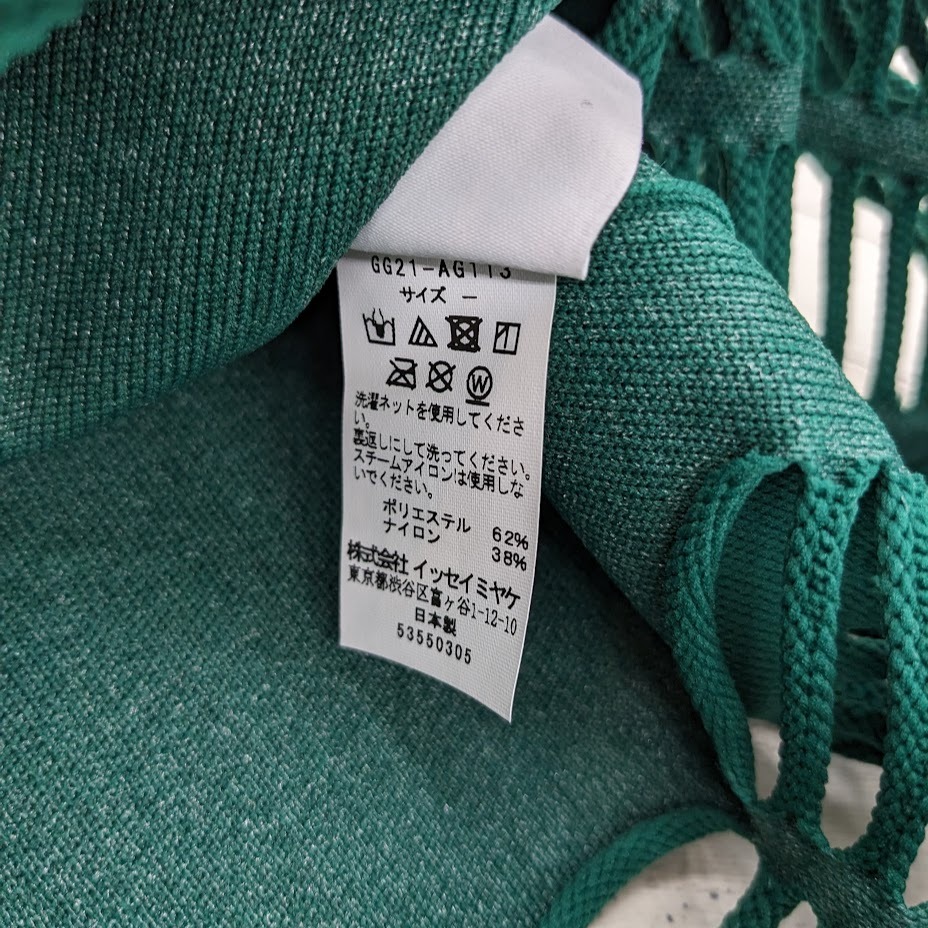 GG21-AG113
サイズ ー
W
洗濯ネットを使用してくださ
い。
裏返しにして洗ってください。
スチームアイロンは使用しな
いでください。
ポリエステル 62%
ナイロン 38%
株式会社 イッセイミヤケ
東京都渋谷区富ヶ谷1-12-10
日本製
53550305